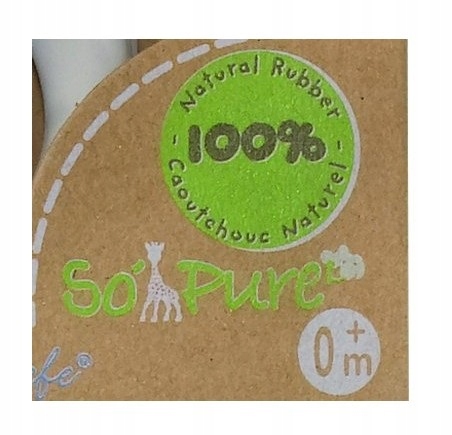 Natural Rubber
100%
- Caoutchouc Naturel -
So' Pure
0+m